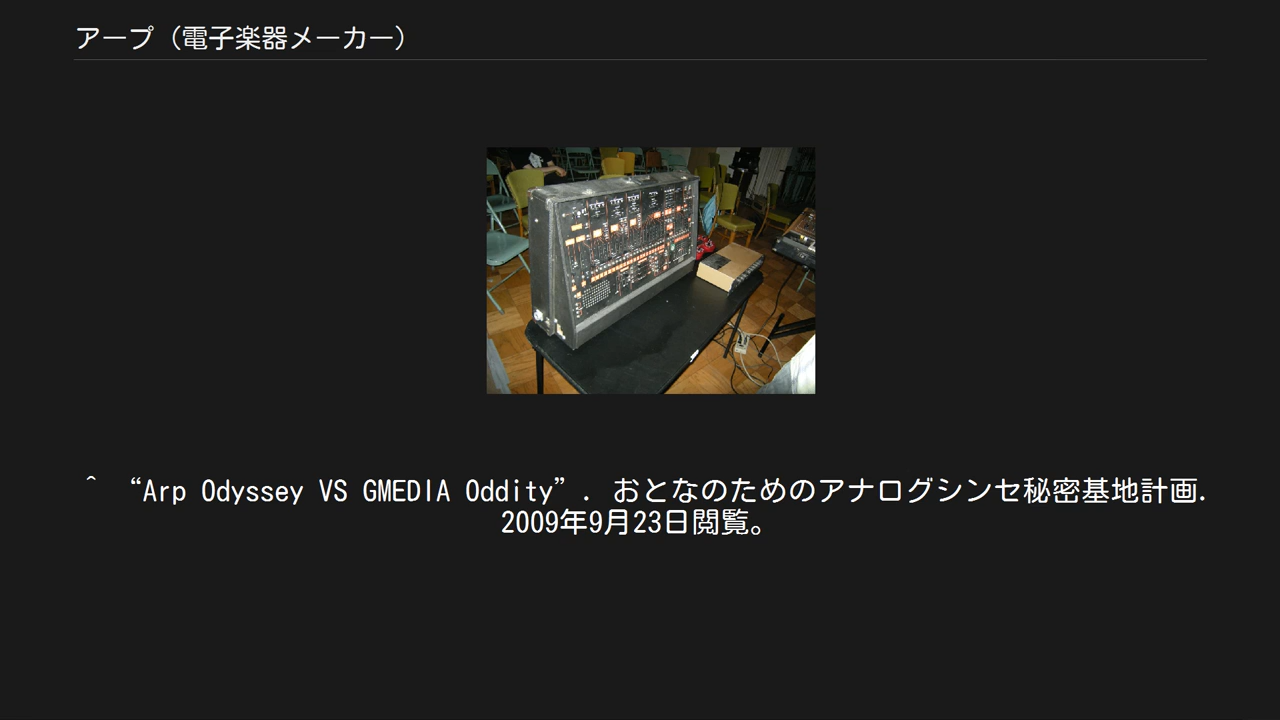 アープ（電子楽器メーカー）
^ “Arp Odyssey VS GMEDIA Oddity”. おとなのためのアナログシンセ秘密基地計画.
2009年9月23日閲覧。